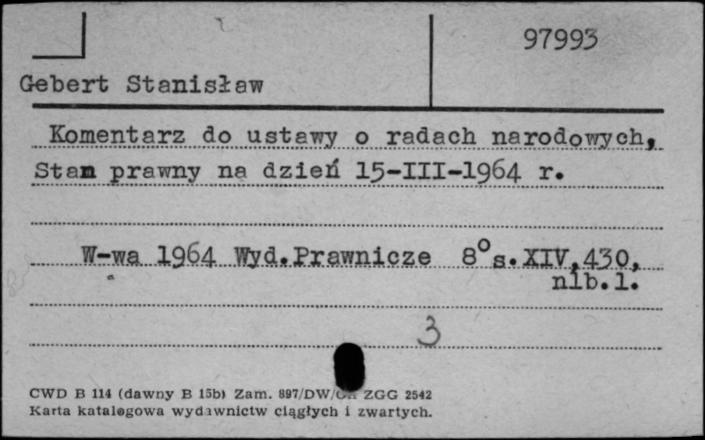 97993
Gebert Stanisław
Komentarz do ustawy o radach narodowych,
Stan prawny na dzień 15-III-1964 r.
W-wa 1964 Wyd.Prawnicze 8° s.XIV,430,
nlb.1.
3
CWD B 114 (dawny B 15b) Zam. 897/DW/ ZGG 2542
Karta katalogowa wydawnictw ciągłych i zwartych.